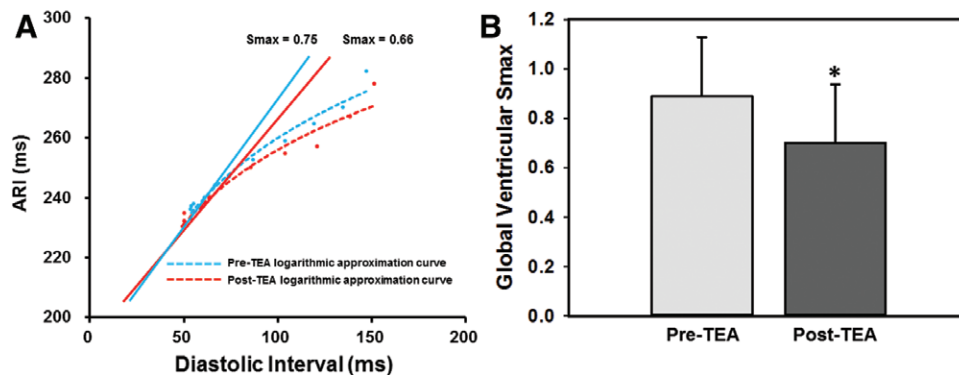 A
300
280
260
240
220
200
ARI (ms)
0
50
100
150
200
Diastolic Interval (ms)
Smax = 0.75
Smax = 0.66
Pre-TEA logarithmic approximation curve
Post-TEA logarithmic approximation curve
B
1.2
1.0
0.8
0.6
0.4
0.2
0.0
Global Ventricular Smax
*
Pre-TEA
Post-TEA